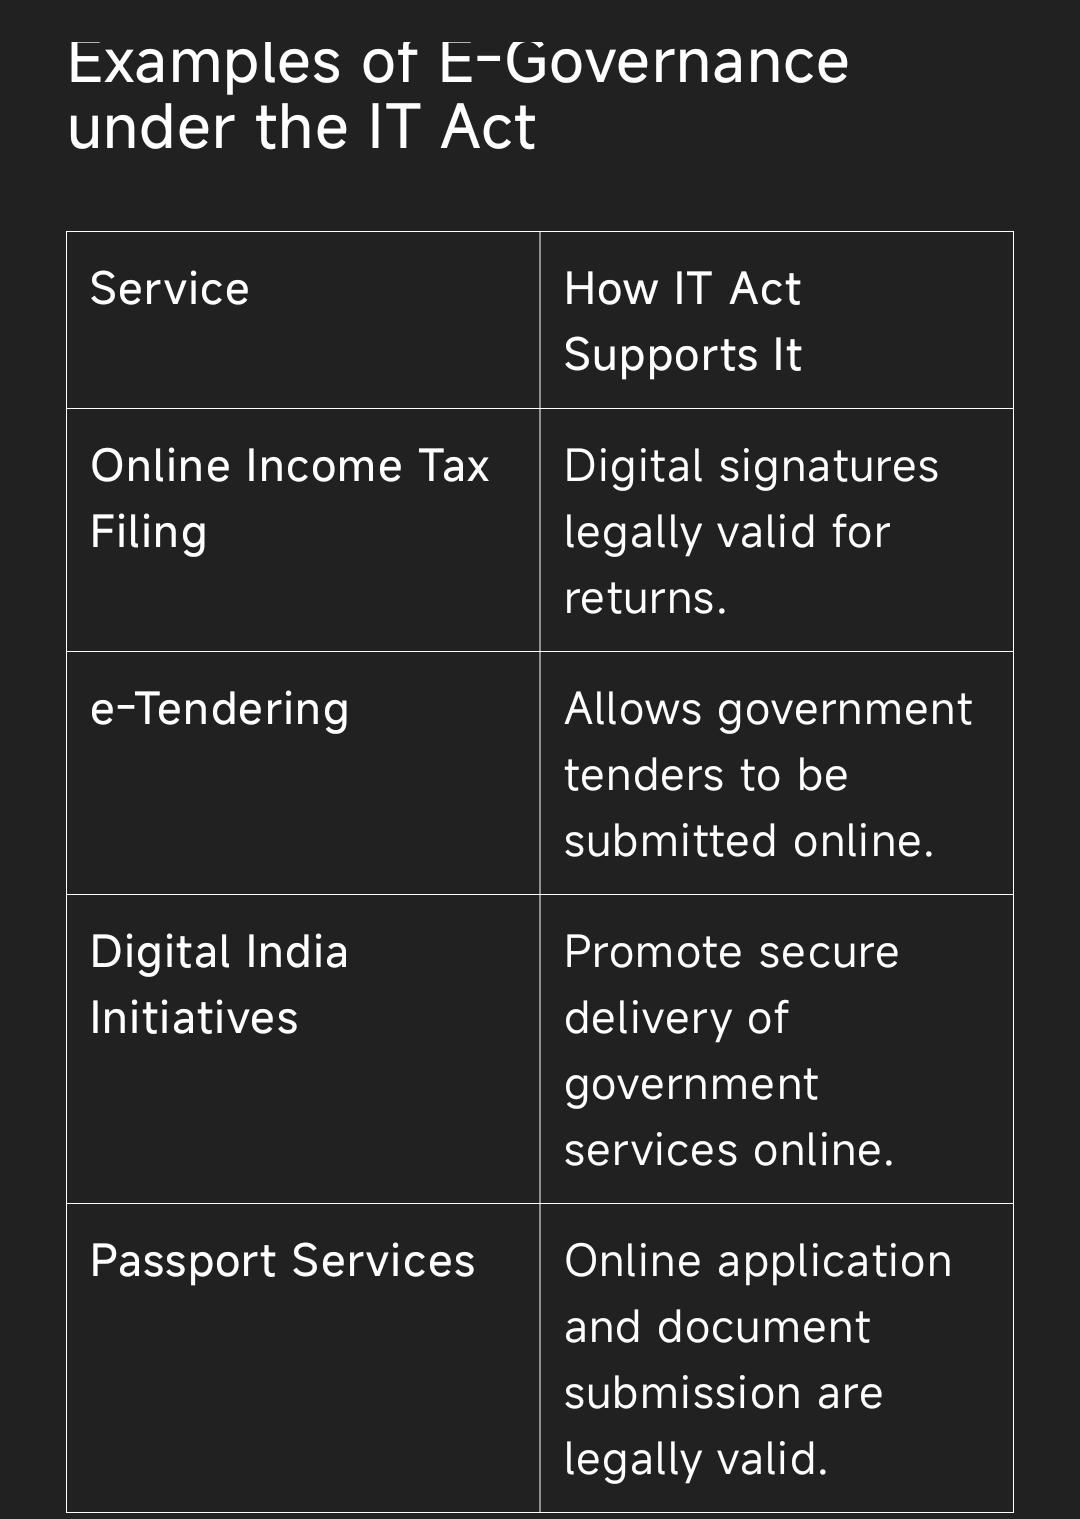 Examples of E-Governance
under the IT Act
Service
How IT Act
Supports It
Online Income Tax
Filing
Digital signatures
legally valid for
returns.
e-Tendering
Allows government
tenders to be
submitted online.
Digital India
Initiatives
Promote secure
delivery of
government
services online.
Passport Services
Online application
and document
submission are
legally valid.